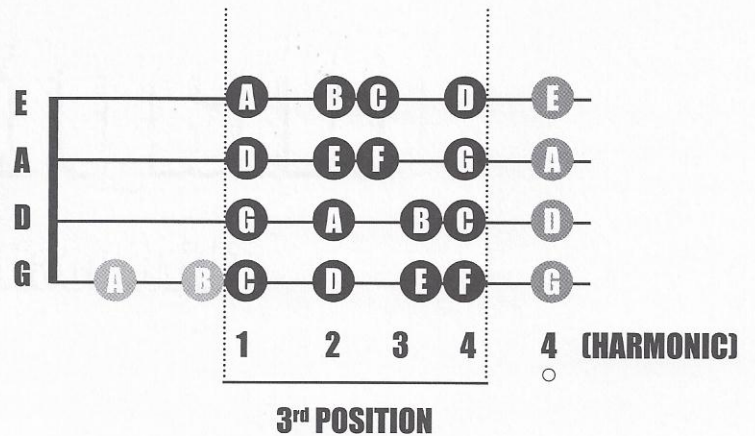 E A B C D E
A D E F G A
D G A B C D
G A B C D E F G
1 2 3 4 4 (HARMONIC)
3rd POSITION